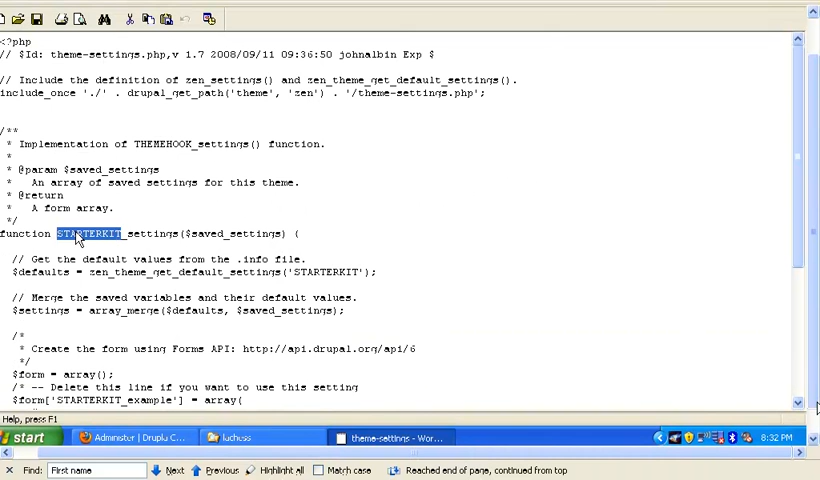 <?php
// $Id: theme-settings.php,v 1.7 2008/09/11 09:36:50 johnalbin Exp $
// Include the definition of zen_settings() and zen_theme_get_default_settings().
include_once './' . drupal_get_path('theme', 'zen') . '/theme-settings.php';
/**
* Implementation of THEMEHOOK_settings() function.
*
* @param $saved_settings
* An array of saved settings for this theme.
* @return
* A form array.
*/
function STARTERKIT_settings($saved_settings) {
// Get the default values from the .info file.
$defaults = zen_theme_get_default_settings('STARTERKIT');
// Merge the saved variables and their default values.
$settings = array_merge($defaults, $saved_settings);
/*
* Create the form using Forms API: http://api.drupal.org/api/6
*/
$form = array();
/* -- Delete this line if you want to use this setting
$form['STARTERKIT_example'] = array(
Help, press F1
start
Administer | Drupla C...
lachess
theme-settings - Wor...
8:32 PM
Find: First name Next Previous Highlight all Match case Reached end of page, continued from top